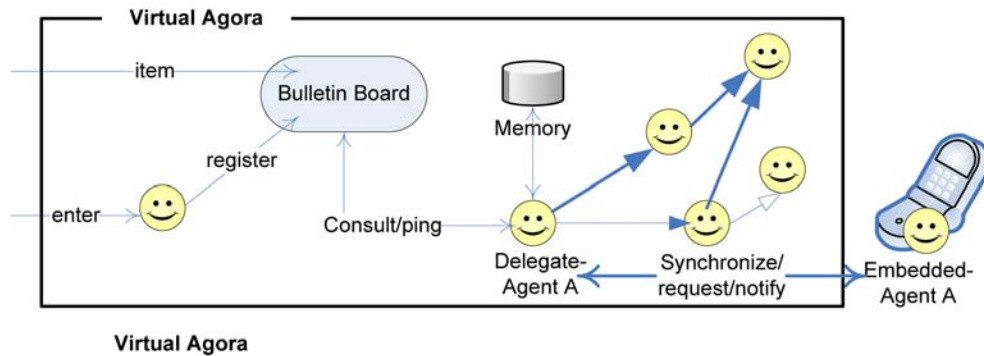 Virtual Agora
item
Bulletin Board
Memory
register
enter
Consult/ping
Delegate-
Agent A
Synchronize/
request/notify
Embedded-
Agent A
Virtual Agora